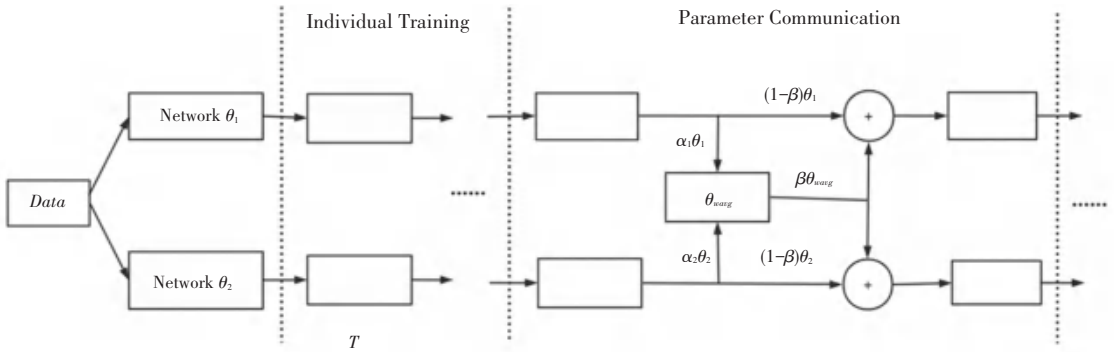 Individual Training
Parameter Communication
Network θ₁
(1-β)θ₁
+
α₁θ₁
Data
......
θwavg
βθwavg
......
Network θ₂
α₂θ₂
(1-β)θ₂
+
T